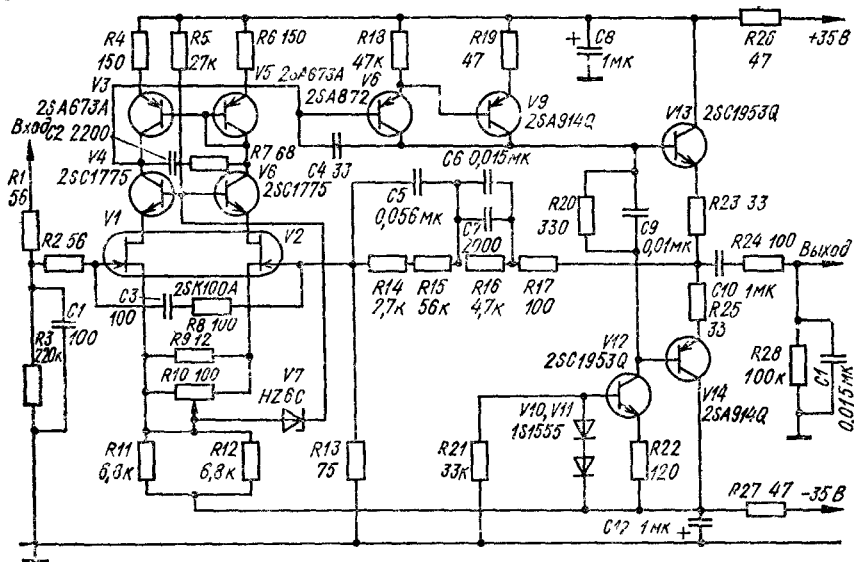 R4
150
R5
27к
R6 150
R18
47к
R19
47
C8
+
1мк
R26
47
+35 В
V3
V5
2SA673A
V6
2SA872
V9
2SA914Q
V13
2SC1953Q
2SA673A
Вход
C2 2200
V4
2SC1775
R7 68
V6
2SC1775
C4 33
C6 0,015мк
C5
0,056мк
C7
2000
R20
330
C9
0,01мк
R23 33
R24 100
Выход
R1
56
R2 56
V1
V2
R14
2,7к
R15
56к
R16
4,7к
R17
100
C10
1мк
R25
33
C3
100
2SK100A
R8 100
C1
100
R3
220к
R9 12
R10 100
V7
HZ6C
V12
2SC1953Q
V14
2SA914Q
R28
100к
C1
0,015мк
V10, V11
1S1555
R11
6,8к
R12
6,8к
R13
75
R21
33к
R22
120
R27 47
-35 В
C12 1мк
+